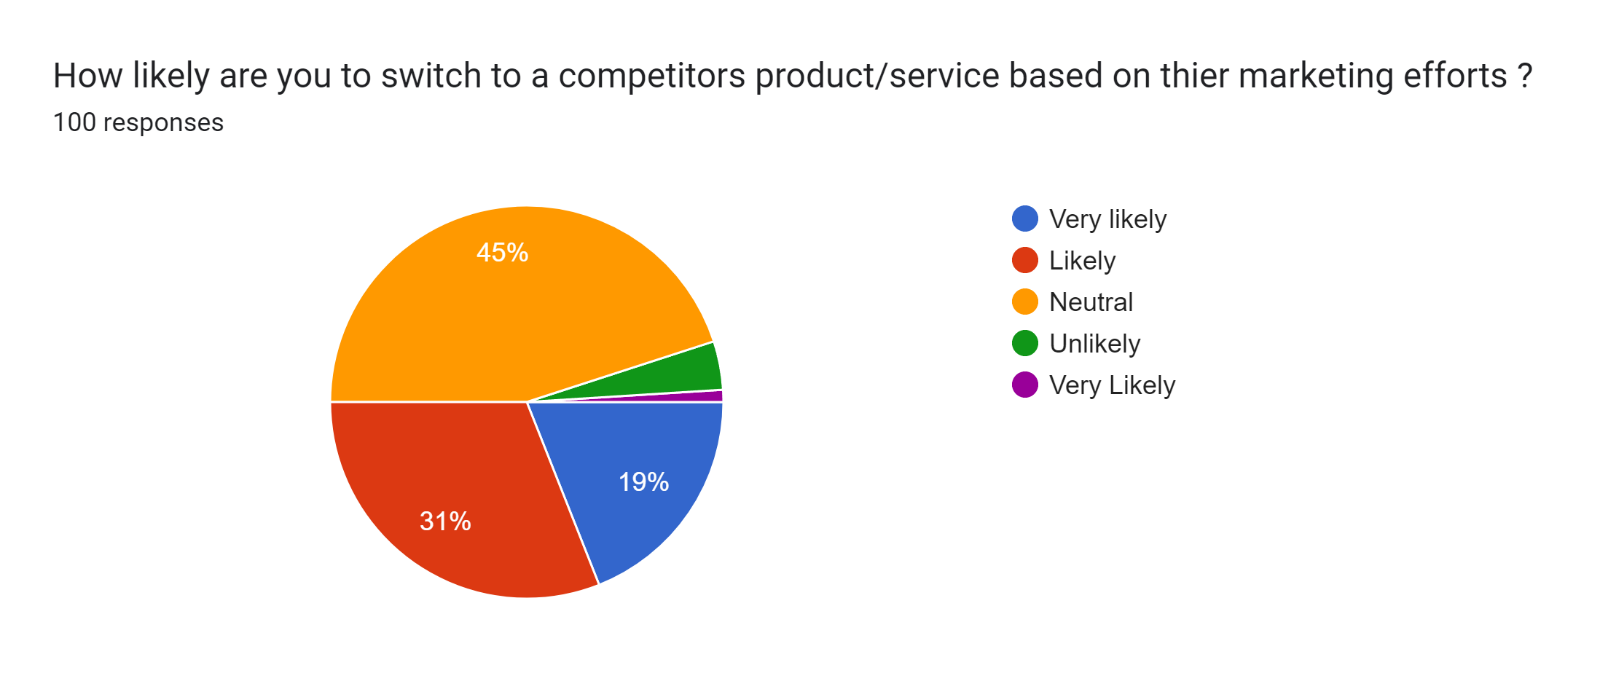 How likely are you to switch to a competitors product/service based on thier marketing efforts ?
100 responses
45%
19%
31%
Very likely
Likely
Neutral
Unlikely
Very Likely